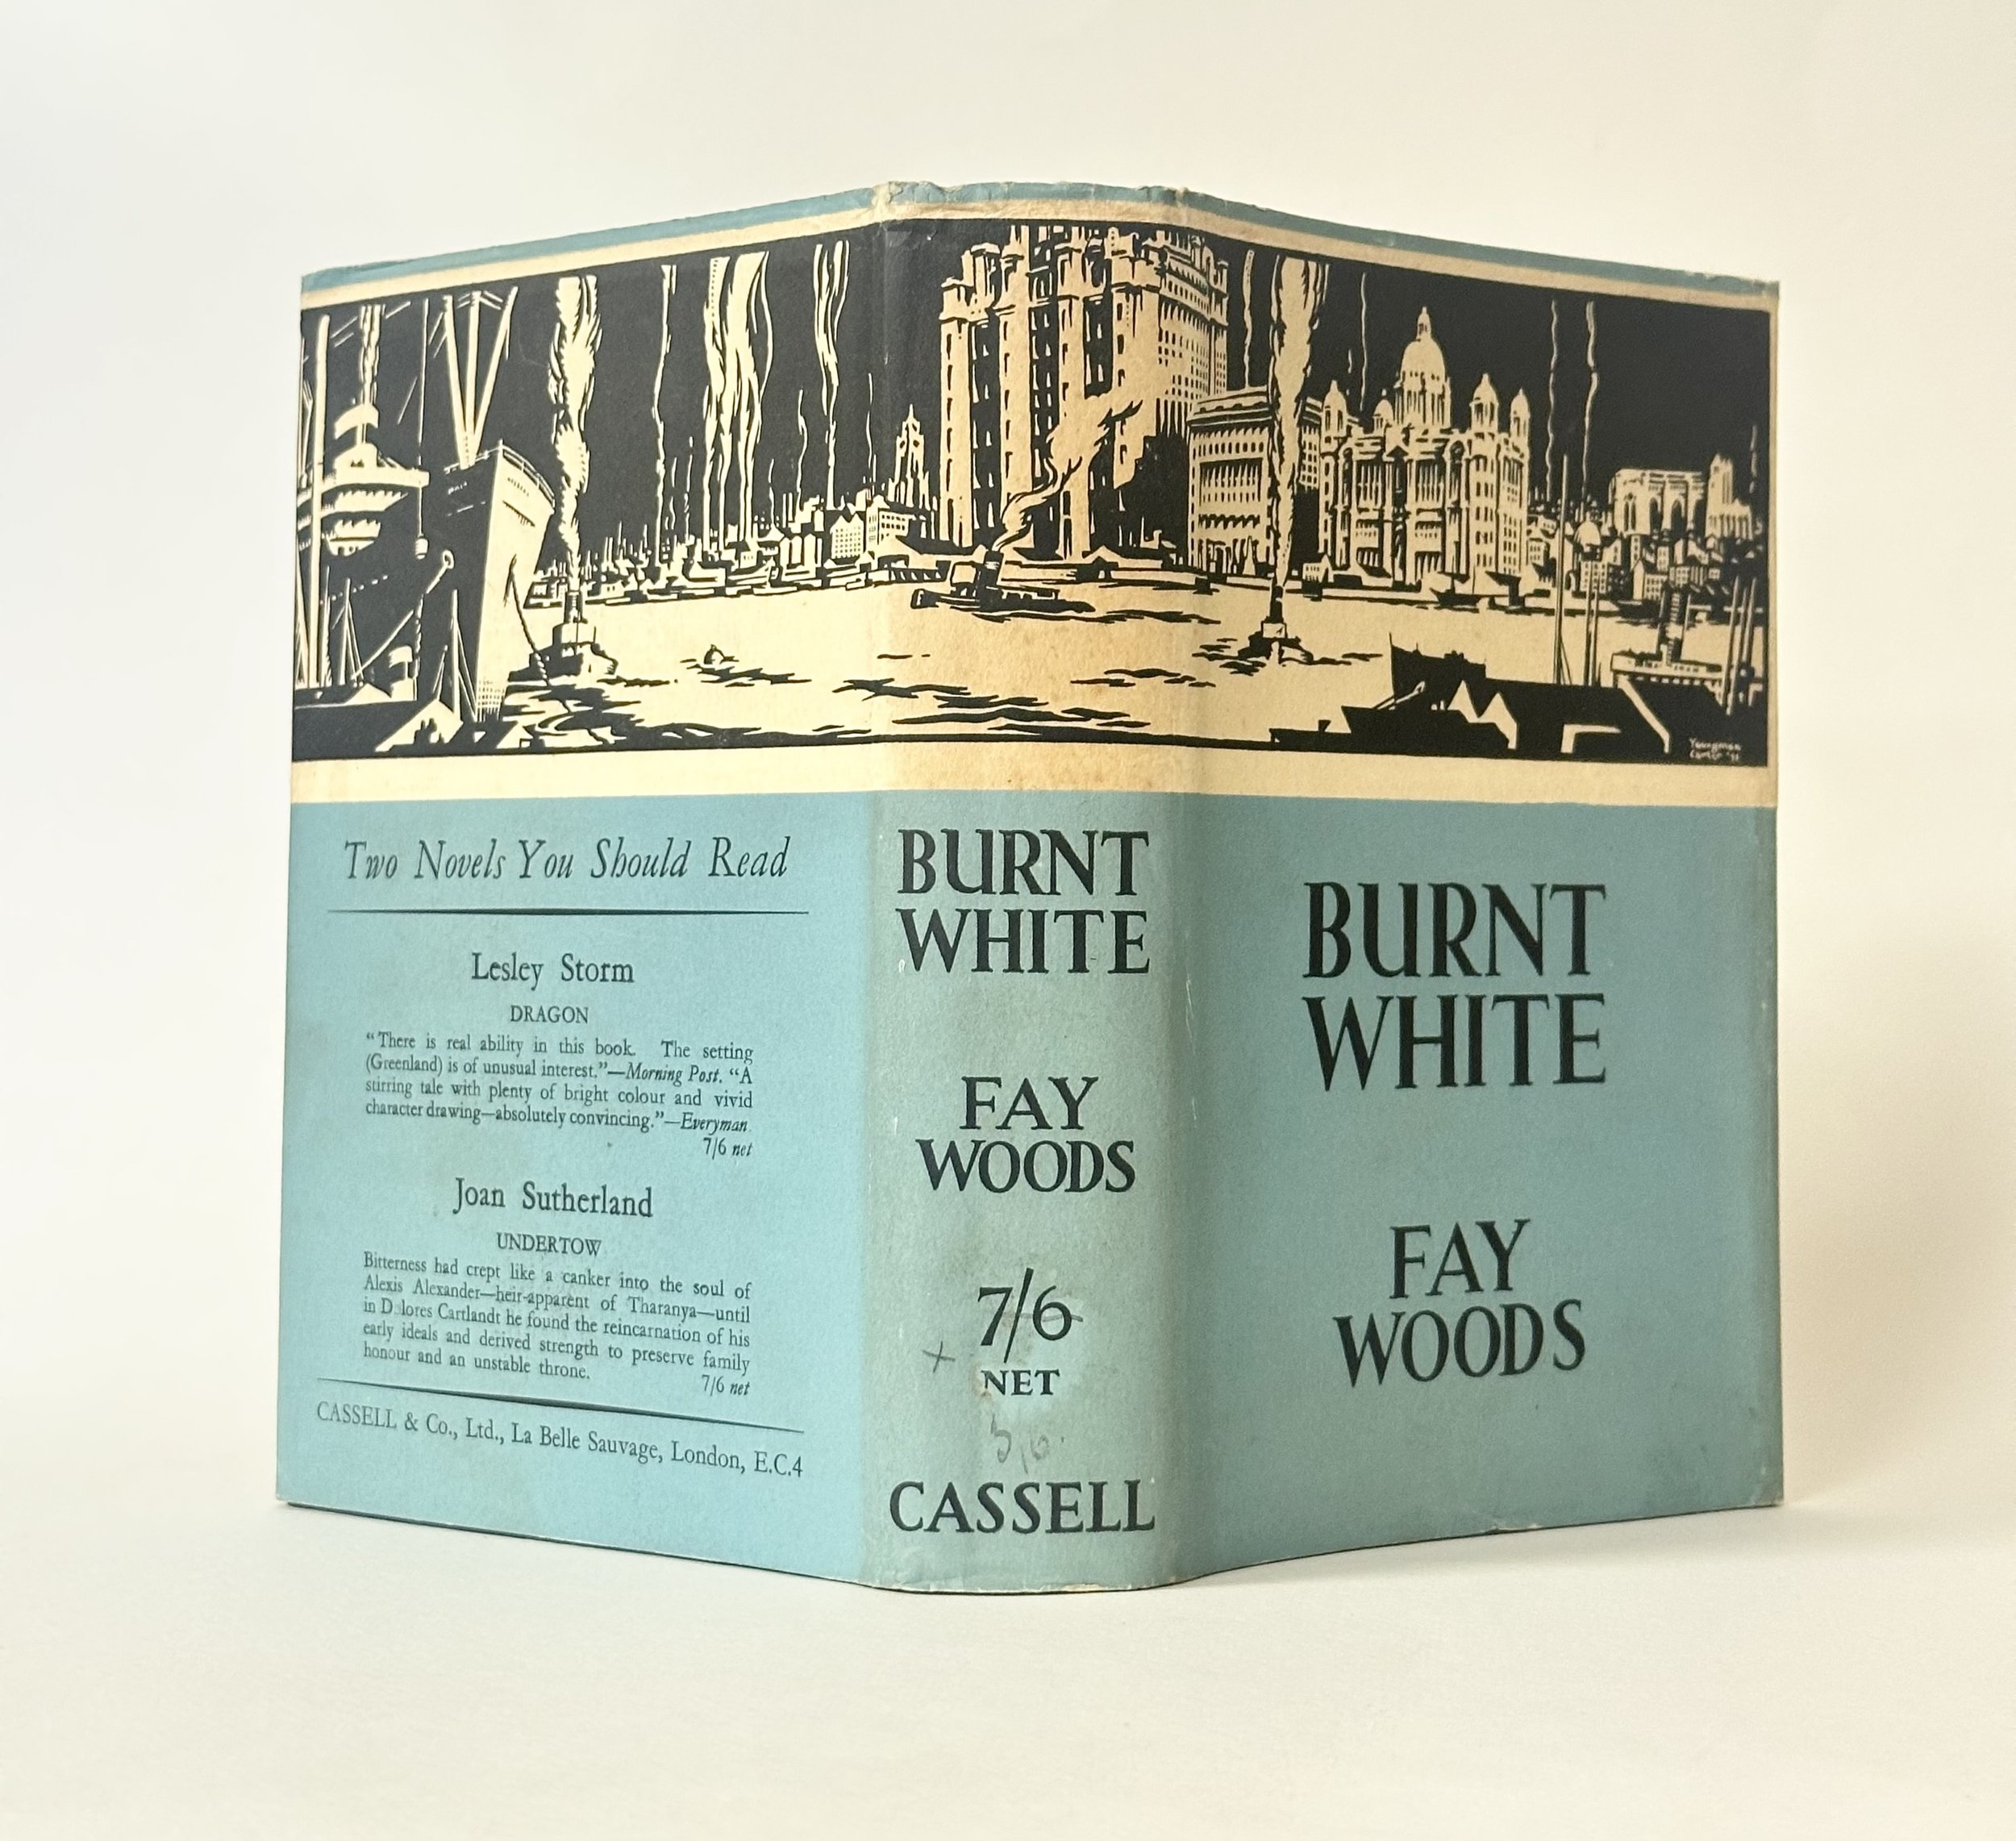 Two Novels You Should Read
Lesley Storm
DRAGON
“There is real ability in this book. The setting
(Greenland) is of unusual interest.”—Morning Post. “A
stirring tale with plenty of bright colour and vivid
character drawing—absolutely convincing.”—Everyman.
7/6 net
Joan Sutherland
UNDERTOW
Bitterness had crept like a canker into the soul of
Alexis Alexander—heir-apparent of Tharanya—until
in D lores Cartlandt he found the reincarnation of his
early ideals and derived strength to preserve family
honour and an unstable throne.
7/6 net
CASSELL & Co., Ltd., La Belle Sauvage, London, E.C.4
BURNT
WHITE
FAY
WOODS
7/6
NET
CASSELL
Youngman
Carter
BURNT
WHITE
FAY
WOODS